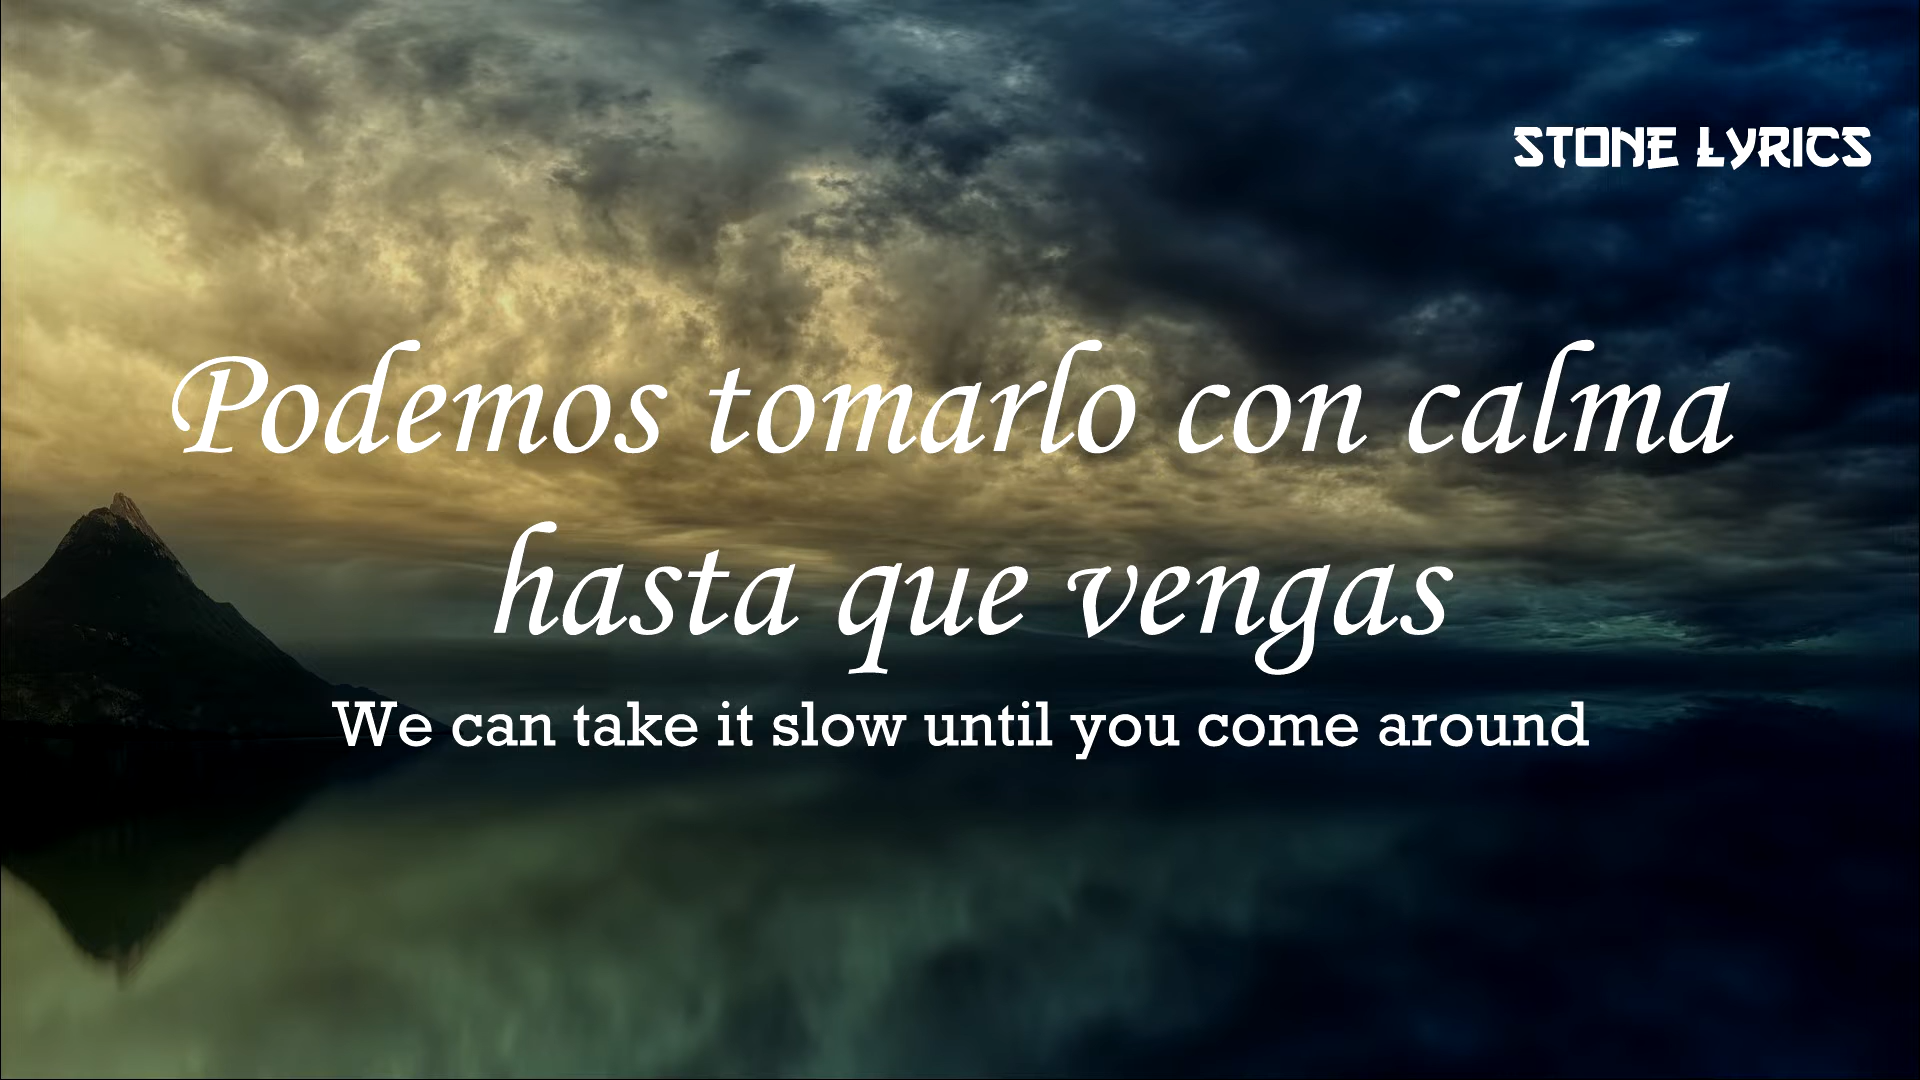 STONE LYRICS
Podemos tomarlo con calma
hasta que vengas
We can take it slow until you come around